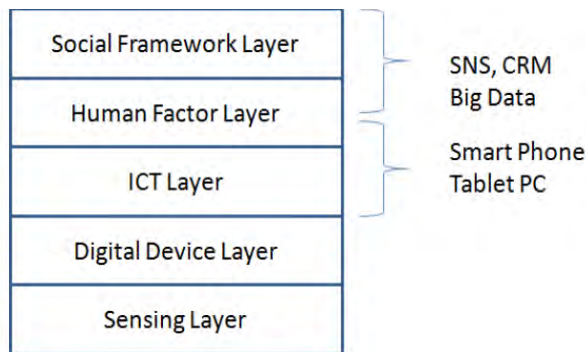 Social Framework Layer
Human Factor Layer
ICT Layer
Digital Device Layer
Sensing Layer
SNS, CRM
Big Data
Smart Phone
Tablet PC